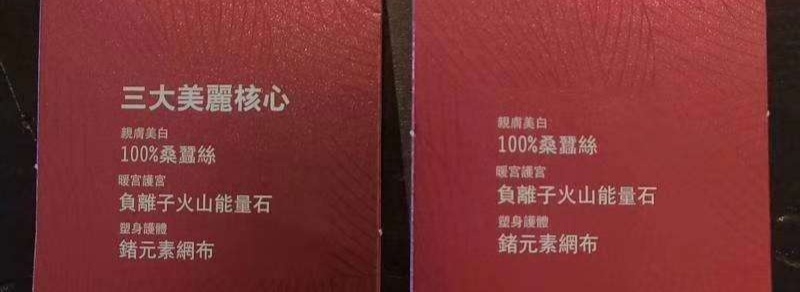 三大美麗核心
親膚美白
100%桑蠶絲
暖宮護宮
負離子火山能量石
塑身護體
鍺元素網布
親膚美白
100%桑蠶絲
暖宮護宮
負離子火山能量石
塑身護體
鍺元素網布